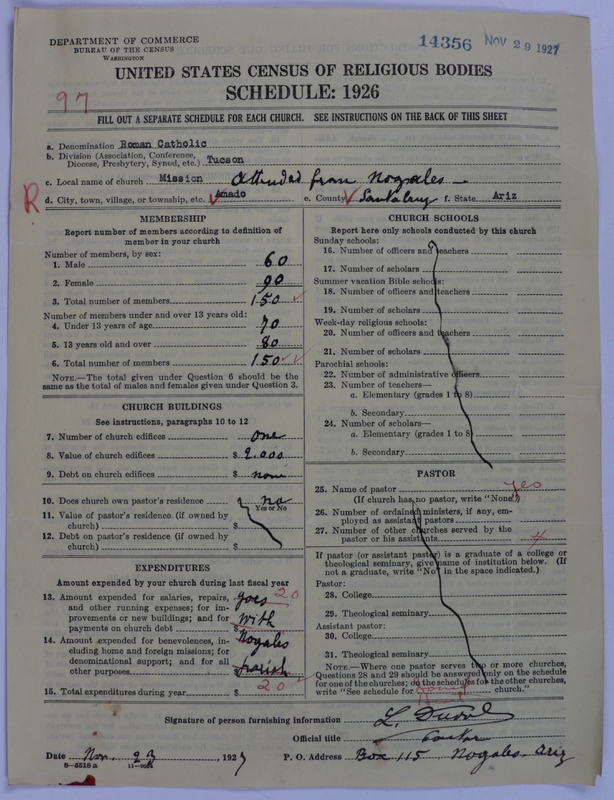 DEPARTMENT OF COMMERCE
BUREAU OF THE CENSUS
WASHINGTON
14356 NOV 29 1927
UNITED STATES CENSUS OF RELIGIOUS BODIES
SCHEDULE: 1926
97
FILL OUT A SEPARATE SCHEDULE FOR EACH CHURCH. SEE INSTRUCTIONS ON THE BACK OF THIS SHEET
a. Denomination Roman Catholic
b. Division (Association, Conference, Diocese, Presbytery, Synod, etc.) Tucson
c. Local name of church Mission attended from Nogales
R d. City, town, village, or township, etc. Amado e. County Santa Cruz f. State Ariz
MEMBERSHIP
Report number of members according to definition of
member in your church
Number of members, by sex:
1. Male 60
2. Female 90
3. Total number of members 150
Number of members under and over 13 years old:
4. Under 13 years of age 70
5. 13 years old and over 80
6. Total number of members 150
NOTE.—The total given under Question 6 should be the
same as the total of males and females given under Question 3.
CHURCH BUILDINGS
See instructions, paragraphs 10 to 12
7. Number of church edifices one
8. Value of church edifices $ 2.000
9. Debt on church edifices none
10. Does church own pastor's residence no
Yes or No
11. Value of pastor's residence (if owned by
church) $
12. Debt on pastor's residence (if owned by
church) $
EXPENDITURES
Amount expended by your church during last fiscal year
13. Amount expended for salaries, repairs, goes 20
and other running expenses; for im-
provements or new buildings; and for with
payments on church debt $
14. Amount expended for benevolences, in- Nogales
cluding home and foreign missions; for
denominational support; and for all
other purposes parish
15. Total expenditures during year $ 20
CHURCH SCHOOLS
Report here only schools conducted by this church
Sunday schools:
16. Number of officers and teachers
17. Number of scholars
Summer vacation Bible schools:
18. Number of officers and teachers
19. Number of scholars
Week-day religious schools:
20. Number of officers and teachers
21. Number of scholars
Parochial schools:
22. Number of administrative officers
23. Number of teachers—
a. Elementary (grades 1 to 8)
b. Secondary
24. Number of scholars—
a. Elementary (grades 1 to 8)
b. Secondary
PASTOR
25. Name of pastor yes
(If church has no pastor, write "None")
26. Number of ordained ministers, if any, em-
ployed as assistant pastors
27. Number of other churches served by the
pastor or his assistants 4
If pastor (or assistant pastor) is a graduate of a college or
theological seminary, give name of institution below. (If
not a graduate, write "No" in the space indicated.)
Pastor:
28. College
29. Theological seminary
Assistant pastor:
30. College
31. Theological seminary
NOTE.—Where one pastor serves two or more churches,
Questions 28 and 29 should be answered only on the schedule
for one of the churches; on the schedules for the other churches,
write "See schedule for church."
Signature of person furnishing information L. Duvol
Official title Pastor
Date Nov. 23, 1927 P. O. Address Box 115 Nogales, Ariz
8—5518 a 11—9034